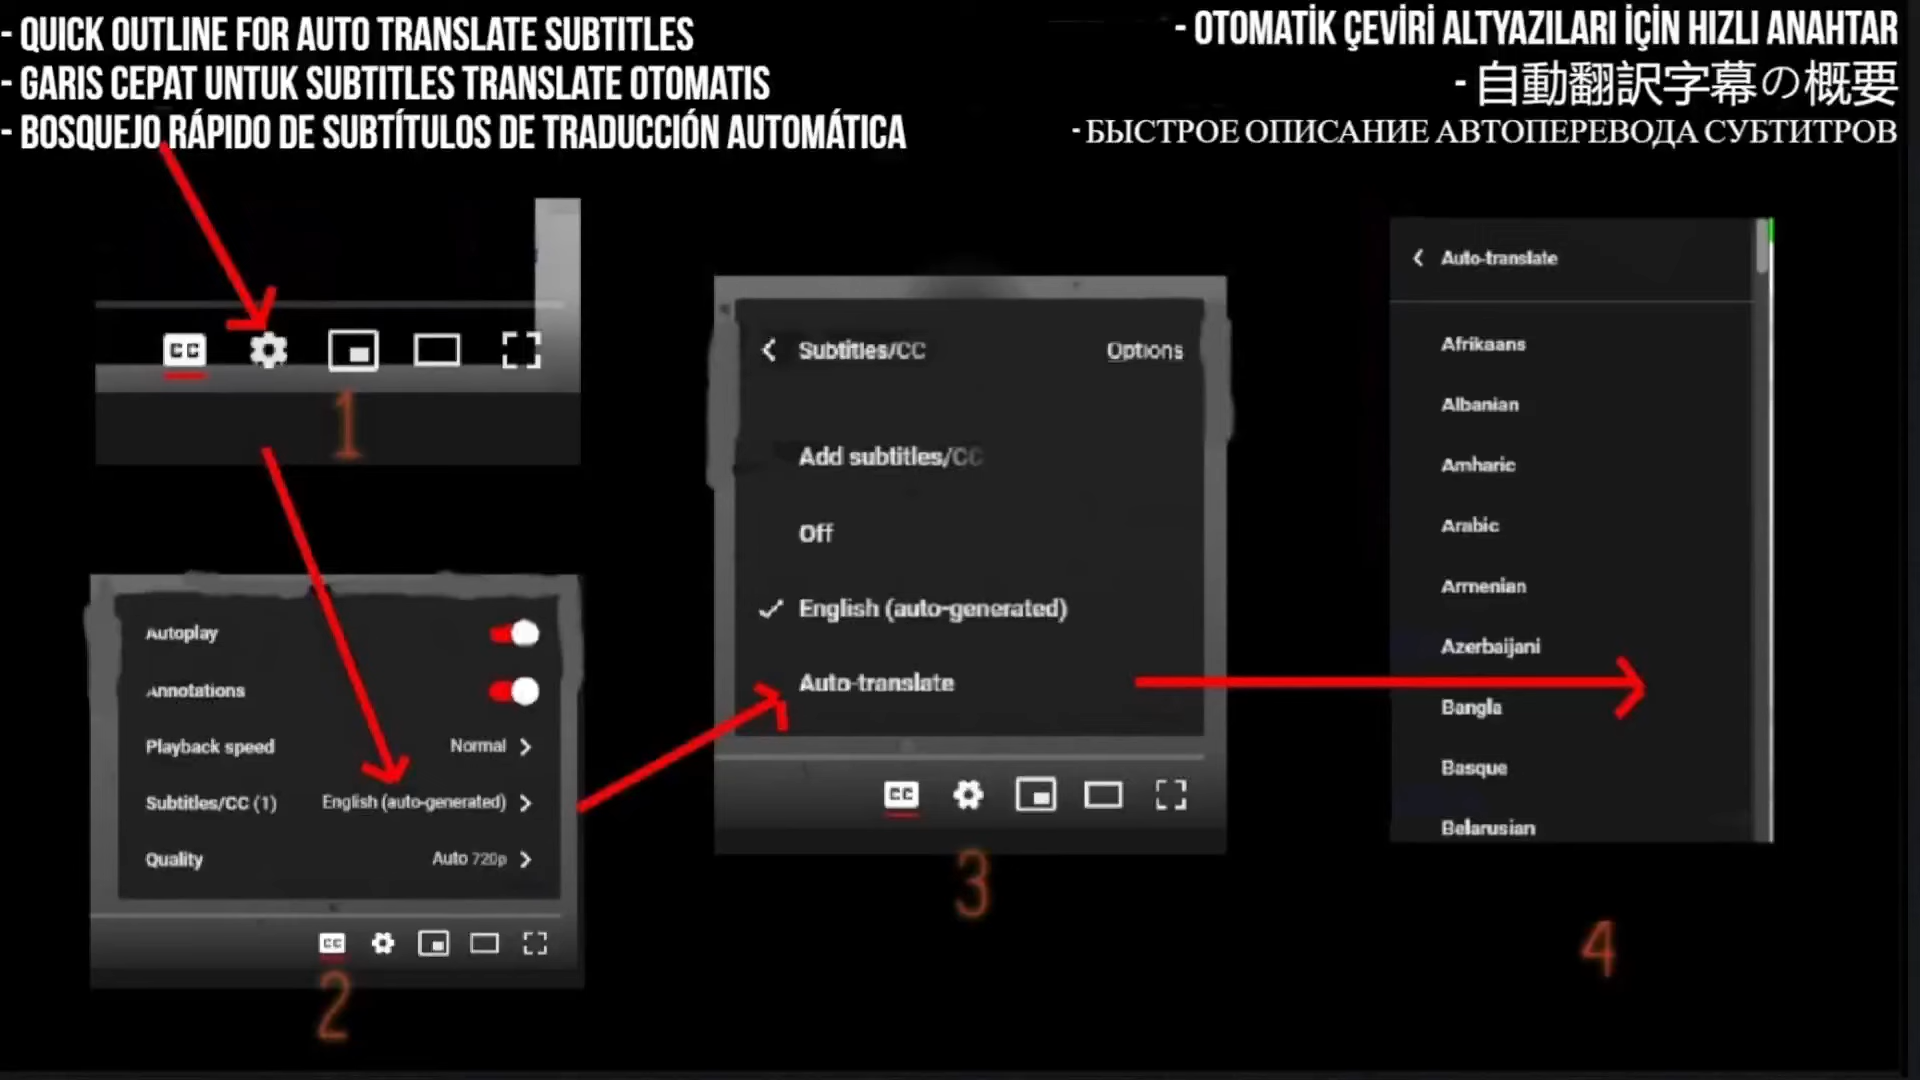 - QUICK OUTLINE FOR AUTO TRANSLATE SUBTITLES
- GARIS CEPAT UNTUK SUBTITLES TRANSLATE OTOMATIS
- BOSQUEJO RÁPIDO DE SUBTÍTULOS DE TRADUCCIÓN AUTOMÁTICA
- OTOMATİK ÇEVİRİ ALTYAZILARI İÇİN HIZLI ANAHTAR
- 自動翻訳字幕の概要
- БЫСТРОЕ ОПИСАНИЕ АВТОПЕРЕВОДА СУБТИТРОВ
CC
1
Autoplay
Annotations
Playback speed Normal
Subtitles/CC (1) English (auto-generated)
Quality Auto 720p
CC
2
Subtitles/CC Options
Add subtitles/CC
Off
English (auto-generated)
Auto-translate
CC
3
Auto-translate
Afrikaans
Albanian
Amharic
Arabic
Armenian
Azerbaijani
Bangla
Basque
Belarusian
4